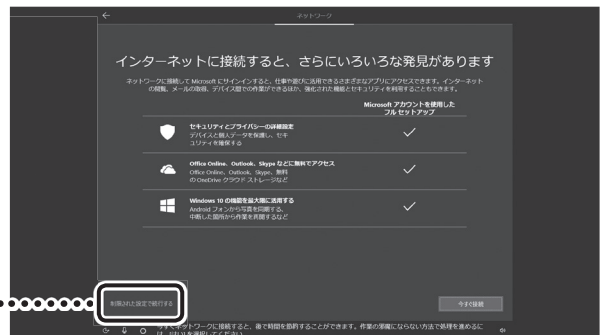 ネットワーク
インターネットに接続すると、さらにいろいろな発見があります
ネットワークに接続して Microsoft にサインインすると、仕事や遊びに活用できるさまざまなアプリにアクセスできます。インターネット
の閲覧、メールの取得、デバイス間での作業ができるほか、強化された機能とセキュリティを利用することもできます。
Microsoft アカウントを使用した
フル セットアップ
セキュリティとプライバシーの詳細設定
デバイスと個人データを保護し、セキ
ュリティを確保する
Office Online、Outlook、Skype などに無料でアクセス
Office Online、Outlook、Skype、無料
の OneDrive クラウド ストレージなど
Windows 10 の機能を最大限に活用する
Android フォンから写真を同期する、
中断した箇所から作業を再開するなど
制限された設定で続行する
今すぐ接続
今すぐネットワークに接続すると、後で時間を節約することができます。作業の邪魔にならない方法で処理を進めるに
は、[はい] を選択してください。